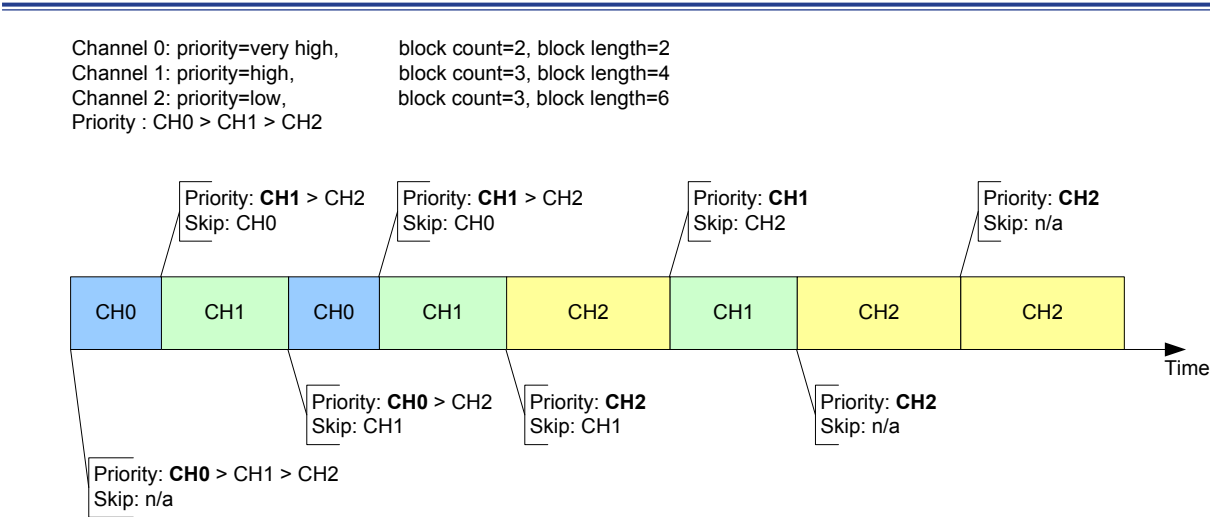 Channel 0: priority=very high, block count=2, block length=2
Channel 1: priority=high, block count=3, block length=4
Channel 2: priority=low, block count=3, block length=6
Priority : CH0 > CH1 > CH2
Priority: CH1 > CH2
Skip: CH0
Priority: CH1 > CH2
Skip: CH0
Priority: CH1
Skip: CH2
Priority: CH2
Skip: n/a
CH0
CH1
CH0
CH1
CH2
CH1
CH2
CH2
Time
Priority: CH0 > CH2
Skip: CH1
Priority: CH2
Skip: CH1
Priority: CH2
Skip: n/a
Priority: CH0 > CH1 > CH2
Skip: n/a